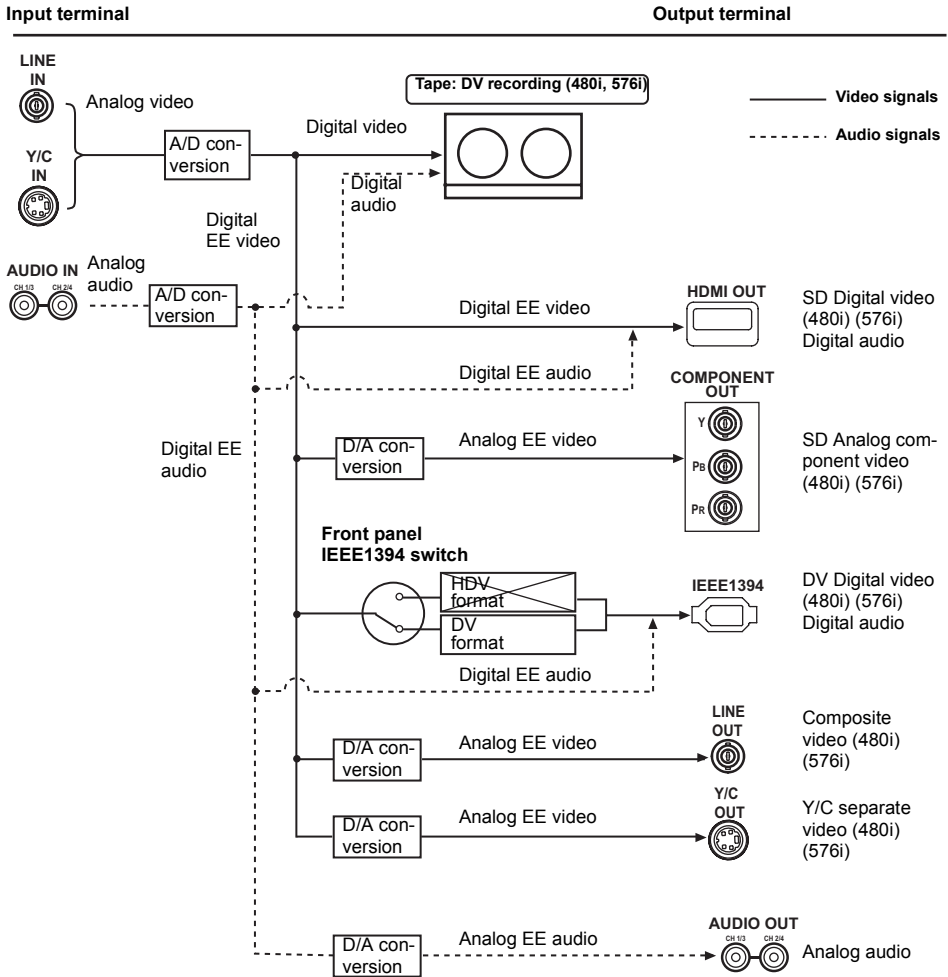 Input terminal
Output terminal
LINE
IN
Analog video
Y/C
IN
A/D con-
version
Digital video
Tape: DV recording (480i, 576i)
Video signals
Audio signals
Digital
audio
Digital
EE video
AUDIO IN
CH 1/3 CH 2/4
Analog
audio
A/D con-
version
Digital EE video
HDMI OUT
SD Digital video
(480i) (576i)
Digital audio
Digital EE audio
Digital EE
audio
D/A con-
version
Analog EE video
COMPONENT
OUT
Y
PB
PR
SD Analog com-
ponent video
(480i) (576i)
Front panel
IEEE1394 switch
HDV
format
DV
format
IEEE1394
DV Digital video
(480i) (576i)
Digital audio
Digital EE audio
D/A con-
version
Analog EE video
LINE
OUT
Composite
video (480i)
(576i)
D/A con-
version
Analog EE video
Y/C
OUT
Y/C separate
video (480i)
(576i)
D/A con-
version
Analog EE audio
AUDIO OUT
CH 1/3 CH 2/4
Analog audio